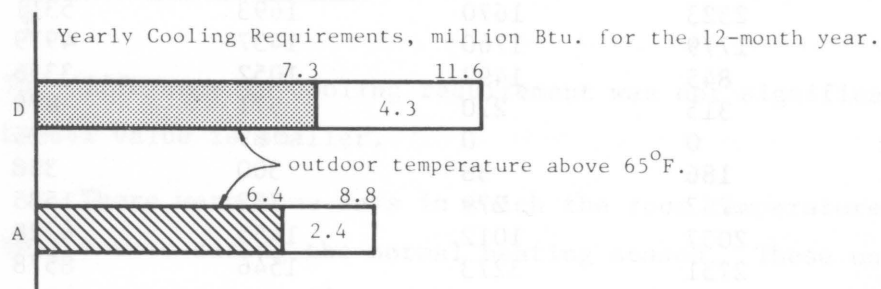 Yearly Cooling Requirements, million Btu. for the 12-month year.
7.3 11.6
D 4.3
outdoor temperature above 65°F.
6.4 8.8
A 2.4